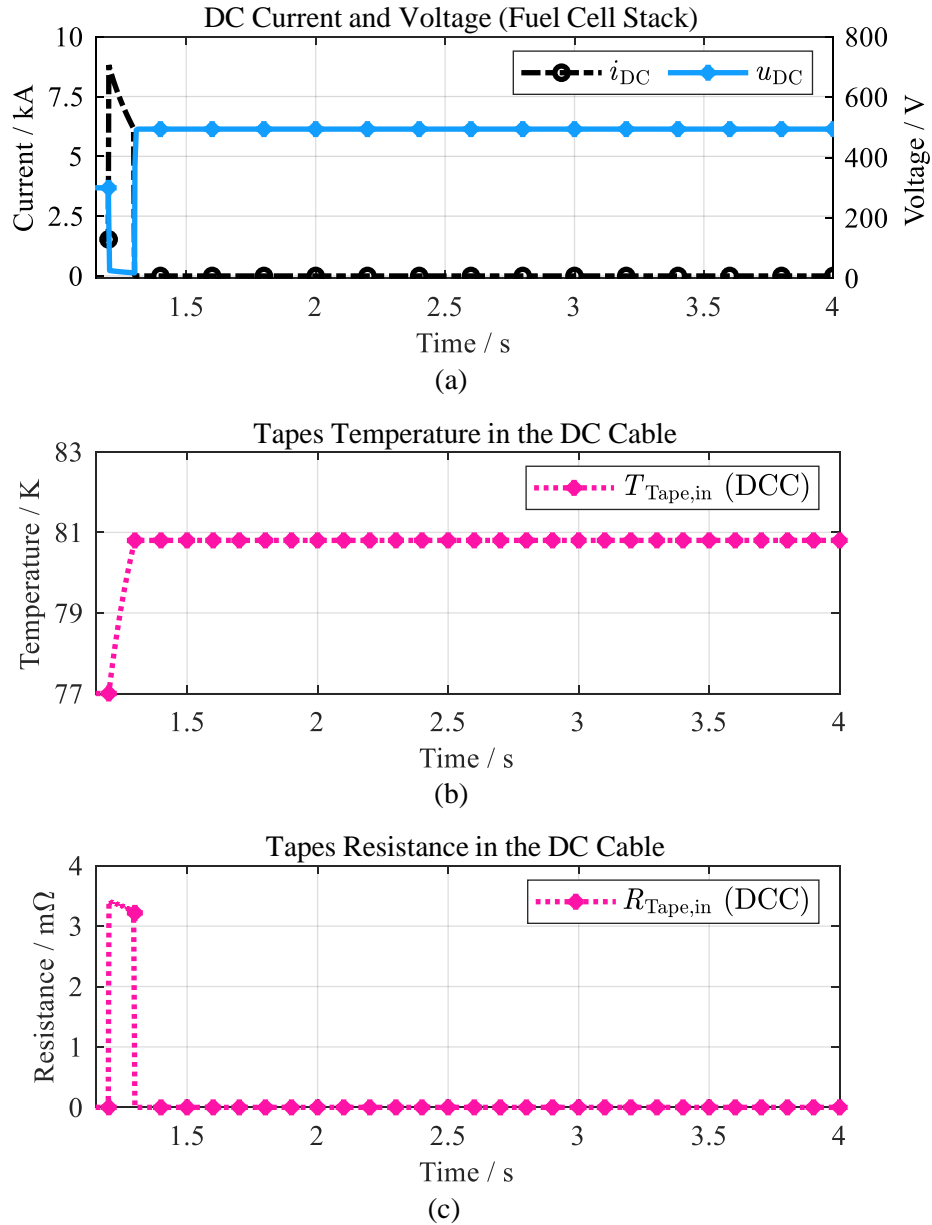 DC Current and Voltage (Fuel Cell Stack)
10
7.5
5
2.5
0
Current / kA
800
600
400
200
0
Voltage / V
i_DC u_DC
1.5 2 2.5 3 3.5 4
Time / s
(a)
Tapes Temperature in the DC Cable
83
81
79
77
Temperature / K
T_Tape,in (DCC)
1.5 2 2.5 3 3.5 4
Time / s
(b)
Tapes Resistance in the DC Cable
4
3
2
1
0
Resistance / mΩ
R_Tape,in (DCC)
1.5 2 2.5 3 3.5 4
Time / s
(c)